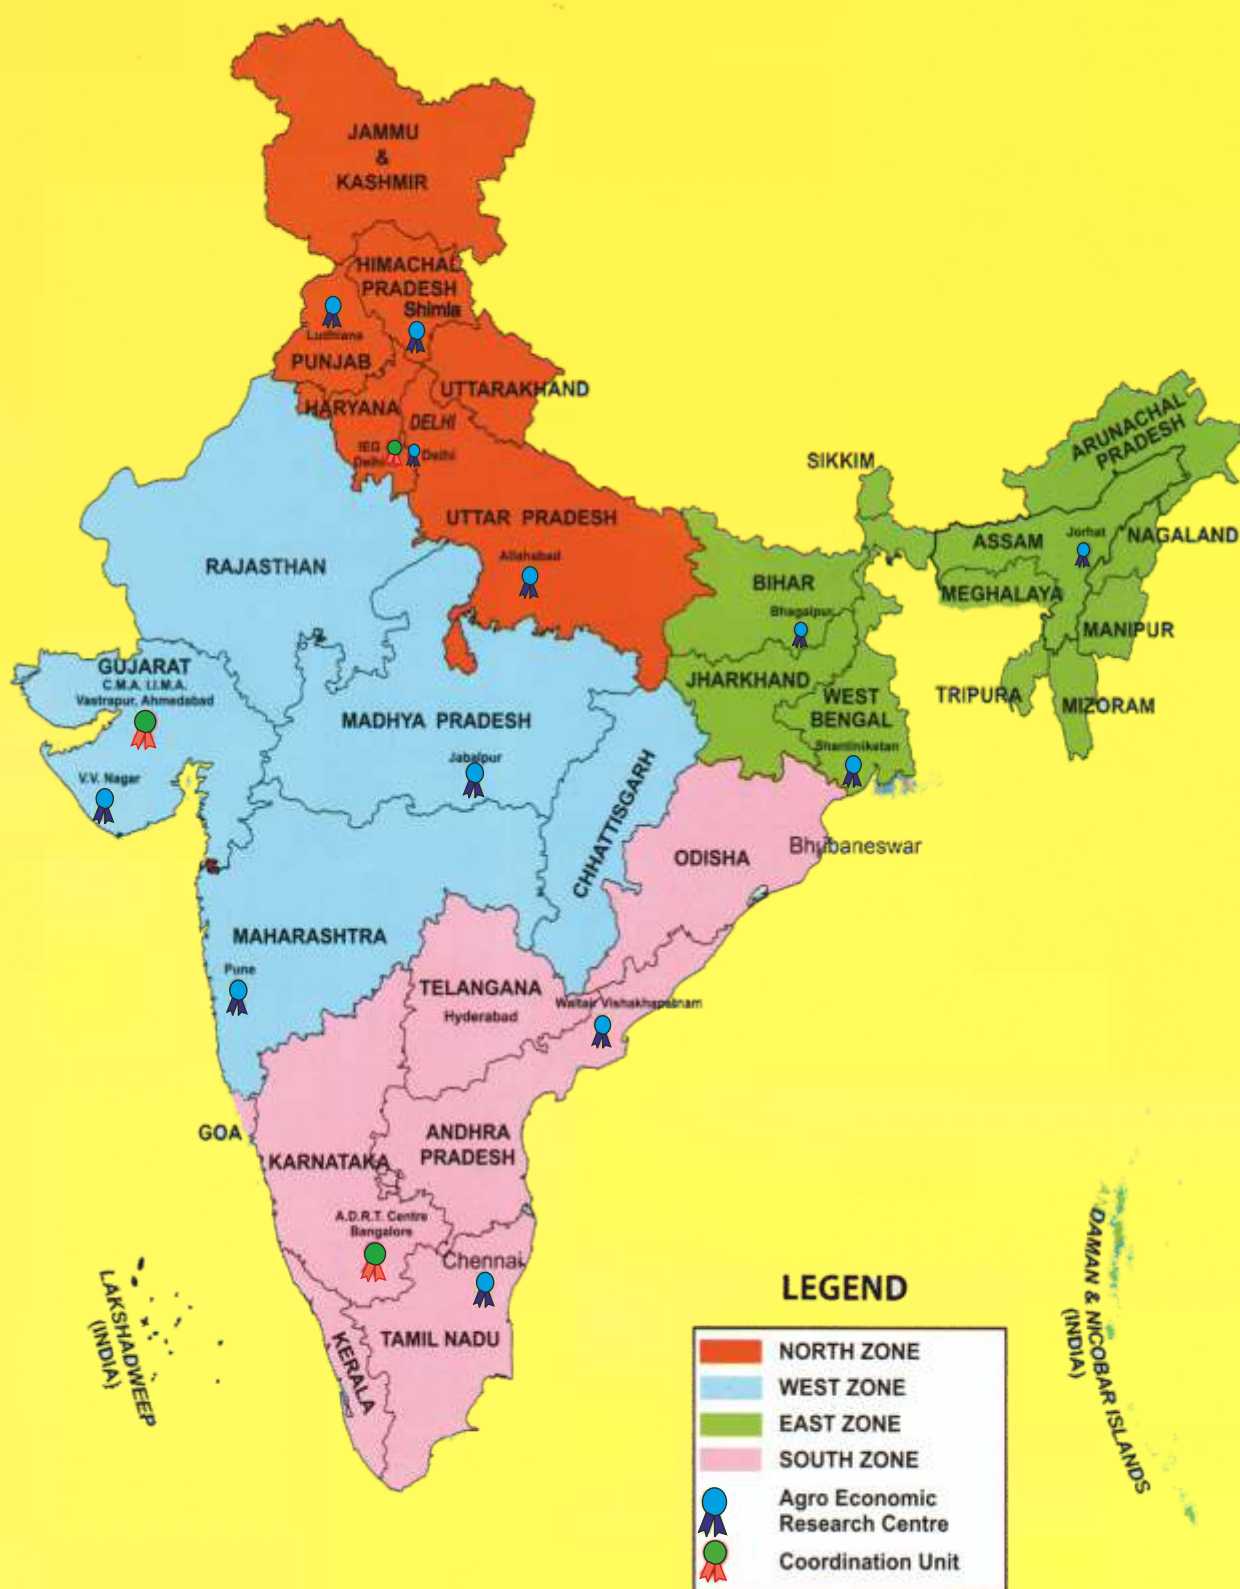 JAMMU
&
KASHMIR
HIMACHAL
PRADESH
Shimla
Ludhiana
PUNJAB
UTTARAKHAND
HARYANA
DELHI
IEG
Delhi
Delhi
UTTAR PRADESH
Allahabad
RAJASTHAN
SIKKIM
ARUNACHAL
PRADESH
ASSAM
Jorhat
NAGALAND
MEGHALAYA
MANIPUR
TRIPURA
MIZORAM
BIHAR
Bhagalpur
JHARKHAND
WEST
BENGAL
Shantiniketan
GUJARAT
C.M.A. I.I.M.A.
Vastrapur, Ahmedabad
V.V. Nagar
MADHYA PRADESH
Jabalpur
CHHATTISGARH
ODISHA
Bhubaneswar
MAHARASHTRA
Pune
TELANGANA
Hyderabad
Waltair Vishakhapatnam
GOA
KARNATAKA
ANDHRA
PRADESH
A.D.R.T. Centre
Bangalore
Chennai
TAMIL NADU
KERALA
LAKSHADWEEP
(INDIA)
DAMAN & NICOBAR ISLANDS
(INDIA)
LEGEND
NORTH ZONE
WEST ZONE
EAST ZONE
SOUTH ZONE
Agro Economic
Research Centre
Coordination Unit